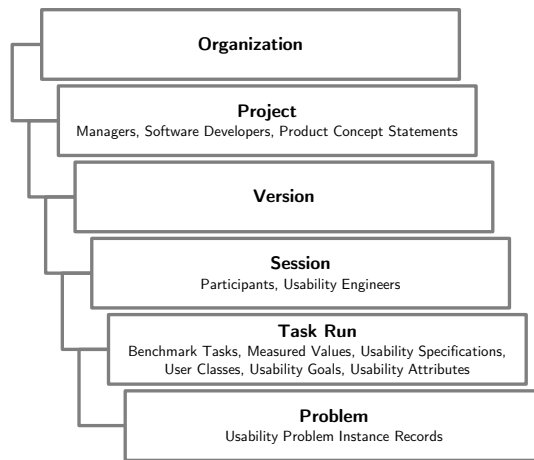 Organization
Project
Managers, Software Developers, Product Concept Statements
Version
Session
Participants, Usability Engineers
Task Run
Benchmark Tasks, Measured Values, Usability Specifications,
User Classes, Usability Goals, Usability Attributes
Problem
Usability Problem Instance Records